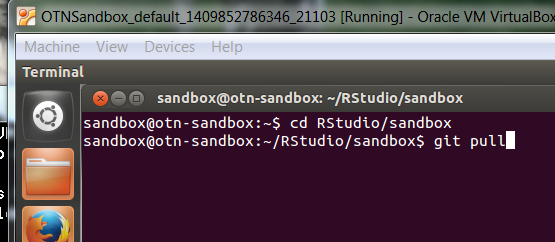 OTNSandbox_default_1409852786346_21103 [Running] - Oracle VM VirtualBox
Machine View Devices Help
Terminal
sandbox@otn-sandbox: ~/RStudio/sandbox
sandbox@otn-sandbox:~$ cd RStudio/sandbox
sandbox@otn-sandbox:~/RStudio/sandbox$ git pull